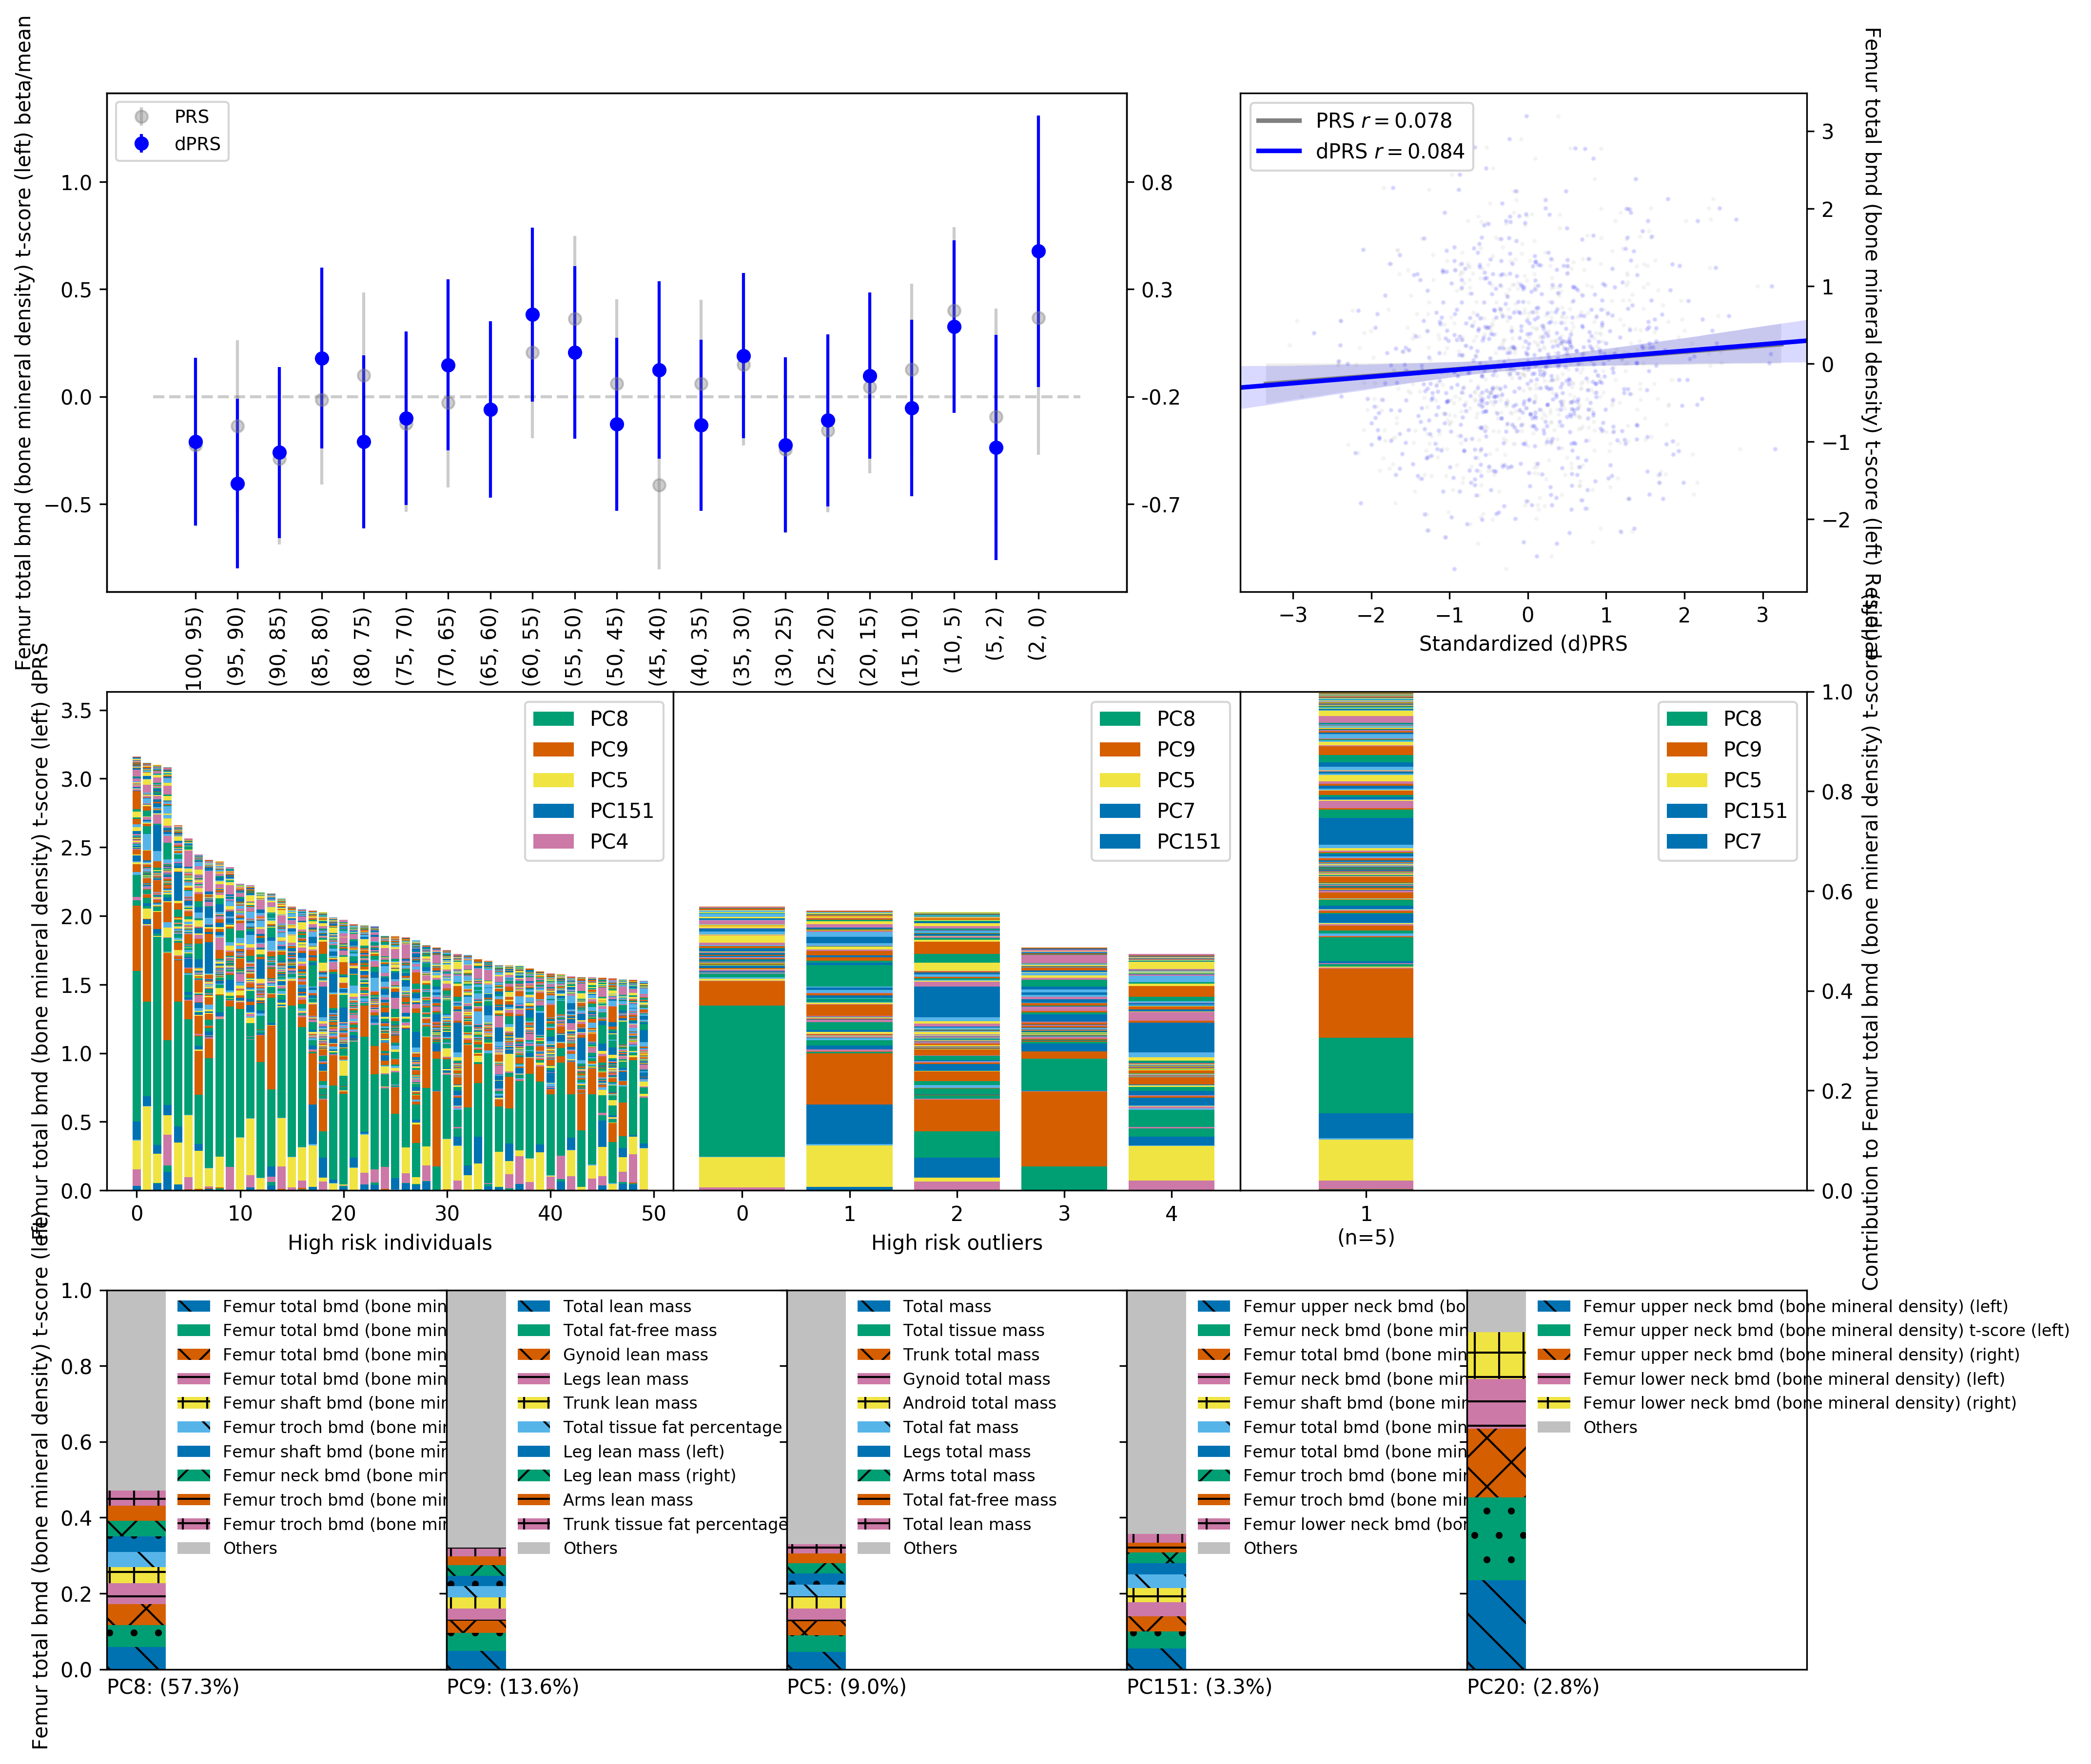 Femur total bmd (bone mineral density) t-score (left) beta/mean
PRS
dPRS
1.0
0.5
0.0
−0.5
0.8
0.3
-0.2
-0.7
100, 95)
(95, 90)
(90, 85)
(85, 80)
(80, 75)
(75, 70)
(70, 65)
(65, 60)
(60, 55)
(55, 50)
(50, 45)
(45, 40)
(40, 35)
(35, 30)
(30, 25)
(25, 20)
(20, 15)
(15, 10)
(10, 5)
(5, 2)
(2, 0)
PRS r = 0.078
dPRS r = 0.084
3
2
1
0
−1
−2
−3
−2
−1
0
1
2
3
Standardized (d)PRS
Femur total bmd (bone mineral density) t-score (left) Residual
Femur total bmd (bone mineral density) t-score (left) dPRS
3.5
3.0
2.5
2.0
1.5
1.0
0.5
0.0
PC8
PC9
PC5
PC151
PC4
0
10
20
30
40
50
High risk individuals
PC8
PC9
PC5
PC7
PC151
0
1
2
3
4
High risk outliers
PC8
PC9
PC5
PC151
PC7
1
(n=5)
1.0
0.8
0.6
0.4
0.2
0.0
Contribution to Femur total bmd (bone mineral density) t-score
Femur total bmd (bone mineral density) t-score (left)
1.0
0.8
0.6
0.4
0.2
0.0
Femur total bmd (bone min
Femur total bmd (bone min
Femur total bmd (bone min
Femur total bmd (bone min
Femur shaft bmd (bone mir
Femur troch bmd (bone mir
Femur shaft bmd (bone mir
Femur neck bmd (bone mir
Femur troch bmd (bone mir
Femur troch bmd (bone mir
Others
PC8: (57.3%)
Total lean mass
Total fat-free mass
Gynoid lean mass
Legs lean mass
Trunk lean mass
Total tissue fat percentage
Leg lean mass (left)
Leg lean mass (right)
Arms lean mass
Trunk tissue fat percentage
Others
PC9: (13.6%)
Total mass
Total tissue mass
Trunk total mass
Gynoid total mass
Android total mass
Total fat mass
Legs total mass
Arms total mass
Total fat-free mass
Total lean mass
Others
PC5: (9.0%)
Femur upper neck bmd (bo
Femur neck bmd (bone min
Femur total bmd (bone min
Femur neck bmd (bone min
Femur shaft bmd (bone mir
Femur total bmd (bone min
Femur total bmd (bone min
Femur troch bmd (bone mir
Femur troch bmd (bone mir
Femur lower neck bmd (bor
Others
PC151: (3.3%)
Femur upper neck bmd (bone mineral density) (left)
Femur upper neck bmd (bone mineral density) t-score (left)
Femur upper neck bmd (bone mineral density) (right)
Femur lower neck bmd (bone mineral density) (left)
Femur lower neck bmd (bone mineral density) (right)
Others
PC20: (2.8%)